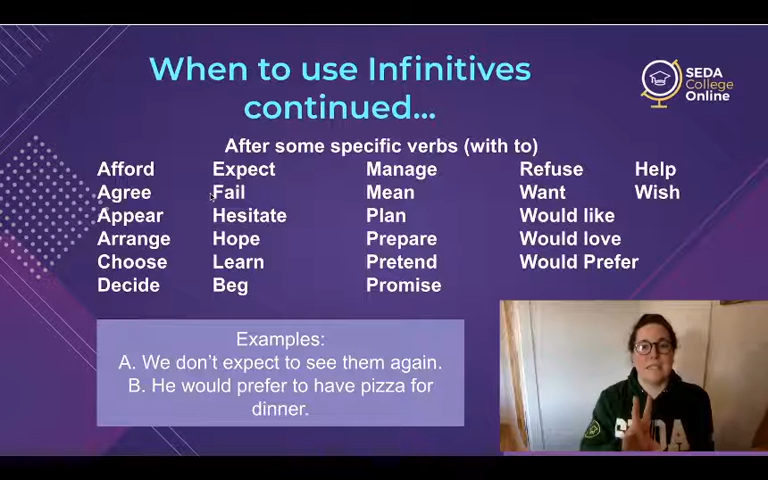 When to use Infinitives
continued...
SEDA
College
Online
After some specific verbs (with to)
Afford Expect Manage Refuse Help
Agree Fail Mean Want Wish
Appear Hesitate Plan Would like
Arrange Hope Prepare Would love
Choose Learn Pretend Would Prefer
Decide Beg Promise
Examples:
A. We don't expect to see them again.
B. He would prefer to have pizza for
dinner.